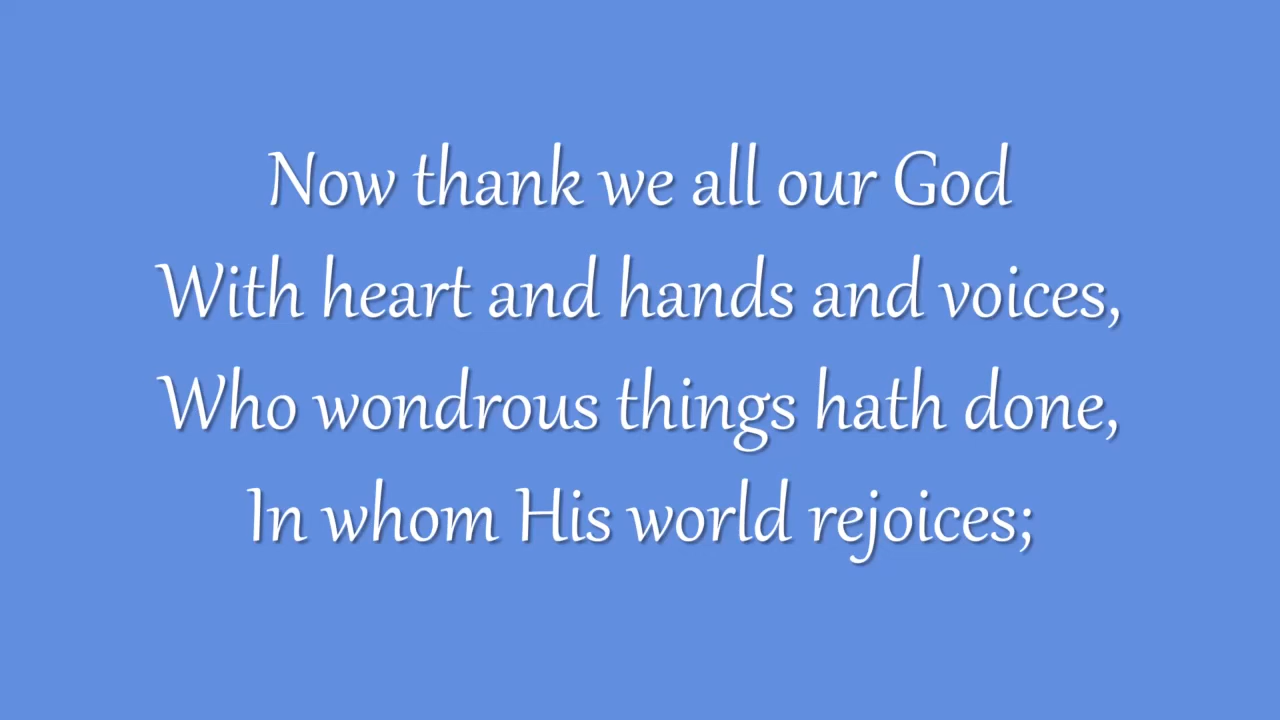 Now thank we all our God
With heart and hands and voices,
Who wondrous things hath done,
In whom His world rejoices;